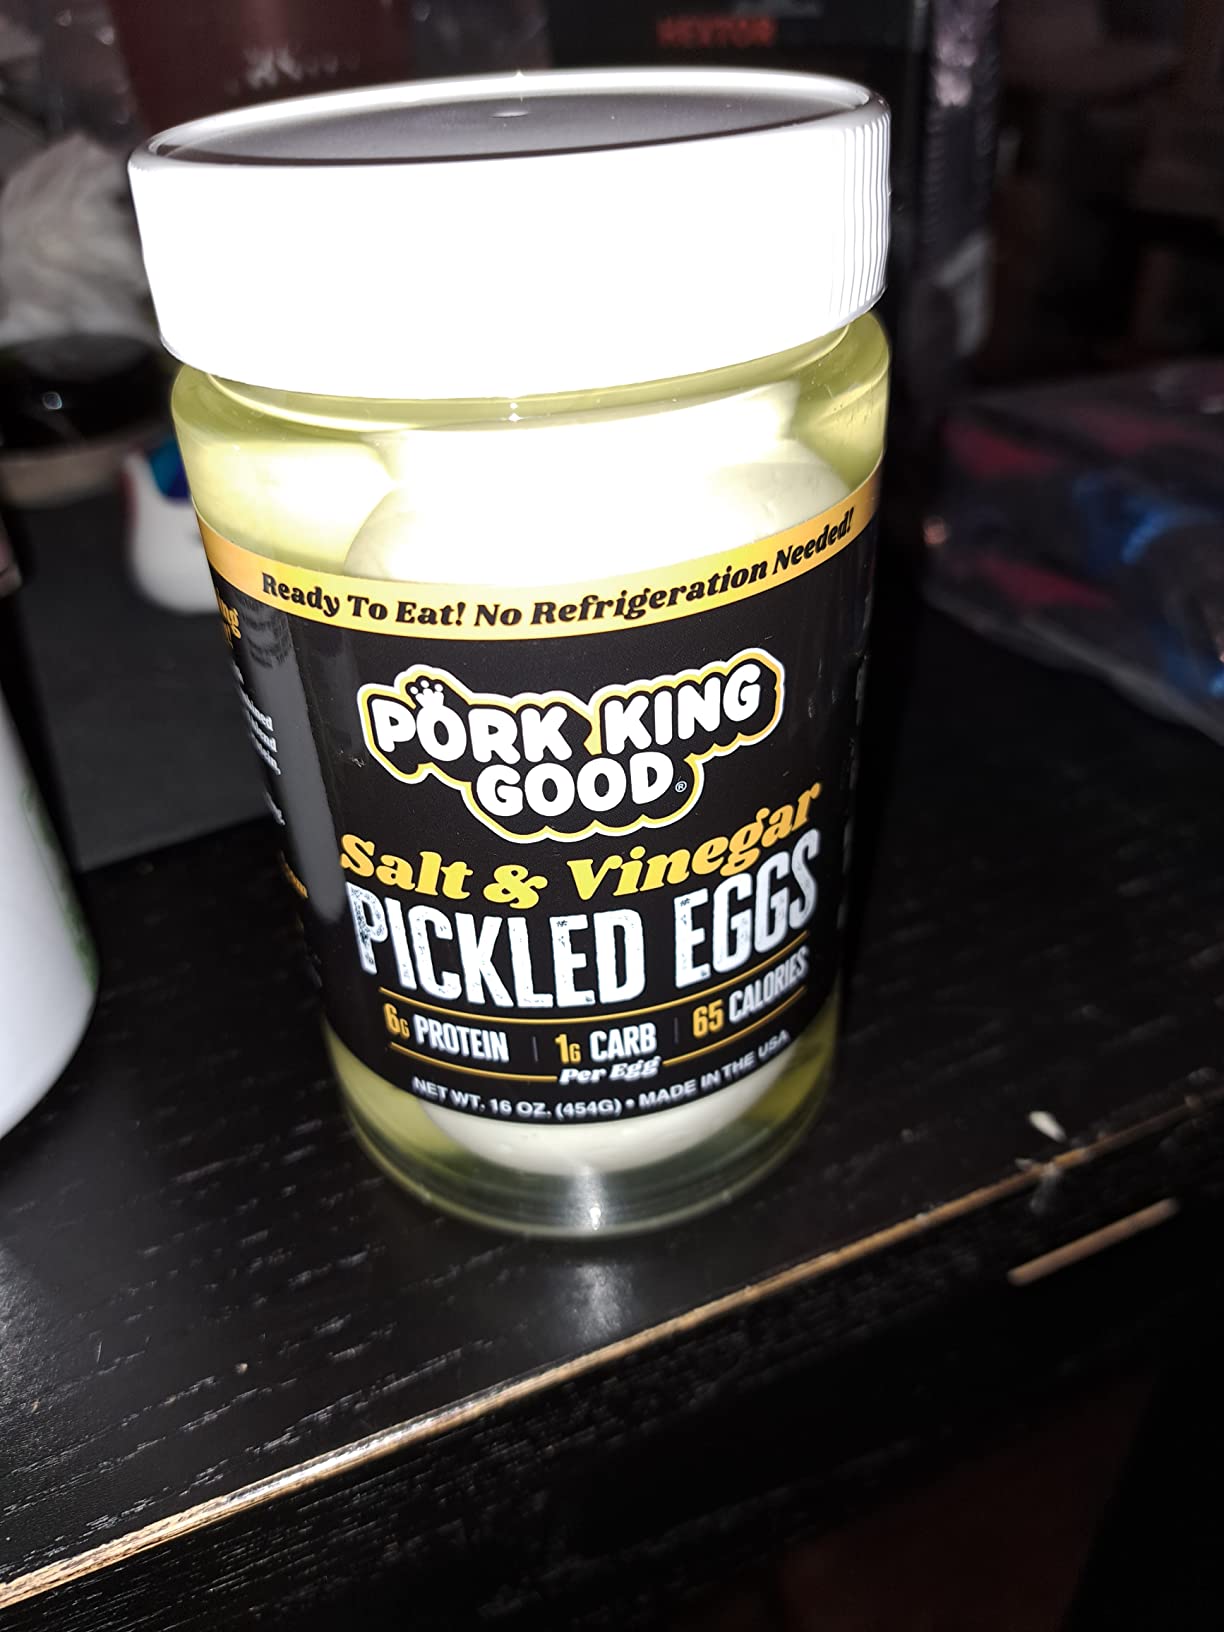 Ready To Eat! No Refrigeration Needed!
PORK KING
GOOD®
Salt & Vinegar
PICKLED EGGS
6G PROTEIN | 1G CARB | 65 CALORIES
Per Egg
NET WT. 16 OZ. (454G) • MADE IN THE USA